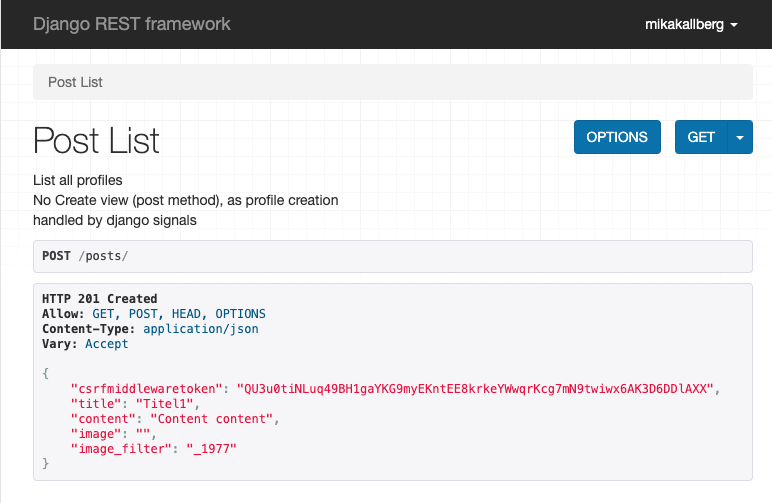 Django REST framework
mikakallberg
Post List
Post List
OPTIONS
GET
List all profiles
No Create view (post method), as profile creation
handled by django signals
POST /posts/
HTTP 201 Created
Allow: GET, POST, HEAD, OPTIONS
Content-Type: application/json
Vary: Accept
{
    "csrfmiddlewaretoken": "QU3u0tiNLuq49BH1gaYKG9myEKntEE8krkeYWwqrKcg7mN9twiwx6AK3D6DDlAXX",
    "title": "Titel1",
    "content": "Content content",
    "image": "",
    "image_filter": "_1977"
}